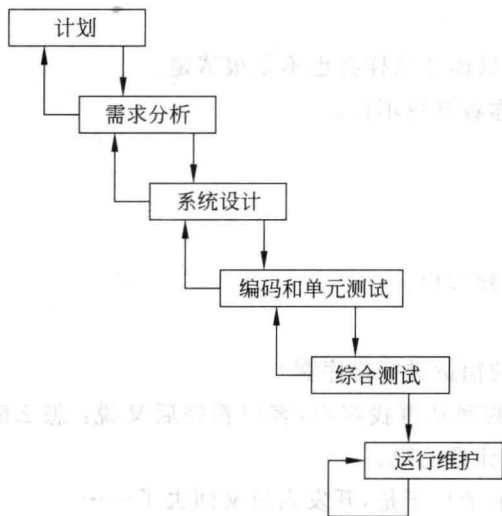 计划
需求分析
系统设计
编码和单元测试
综合测试
运行维护